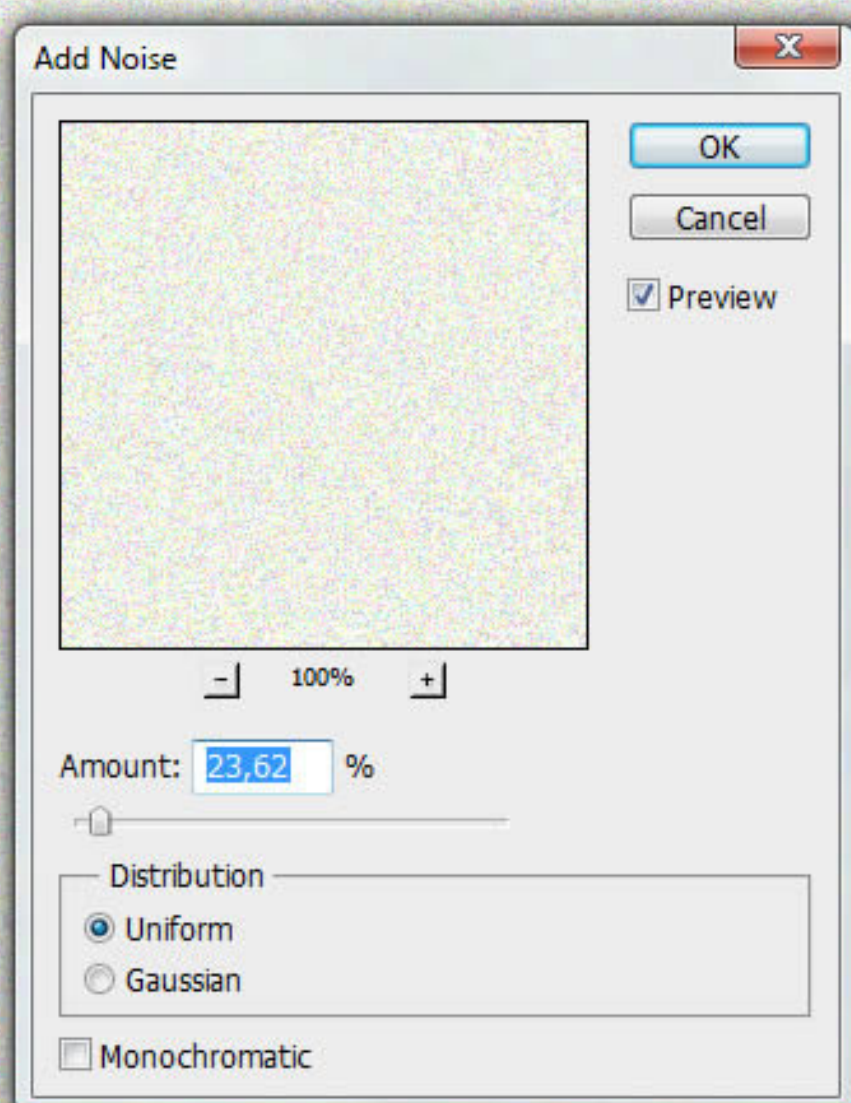 Add Noise
OK
Cancel
Preview
- 100% +
Amount: 23,62 %
Distribution
Uniform
Gaussian
Monochromatic